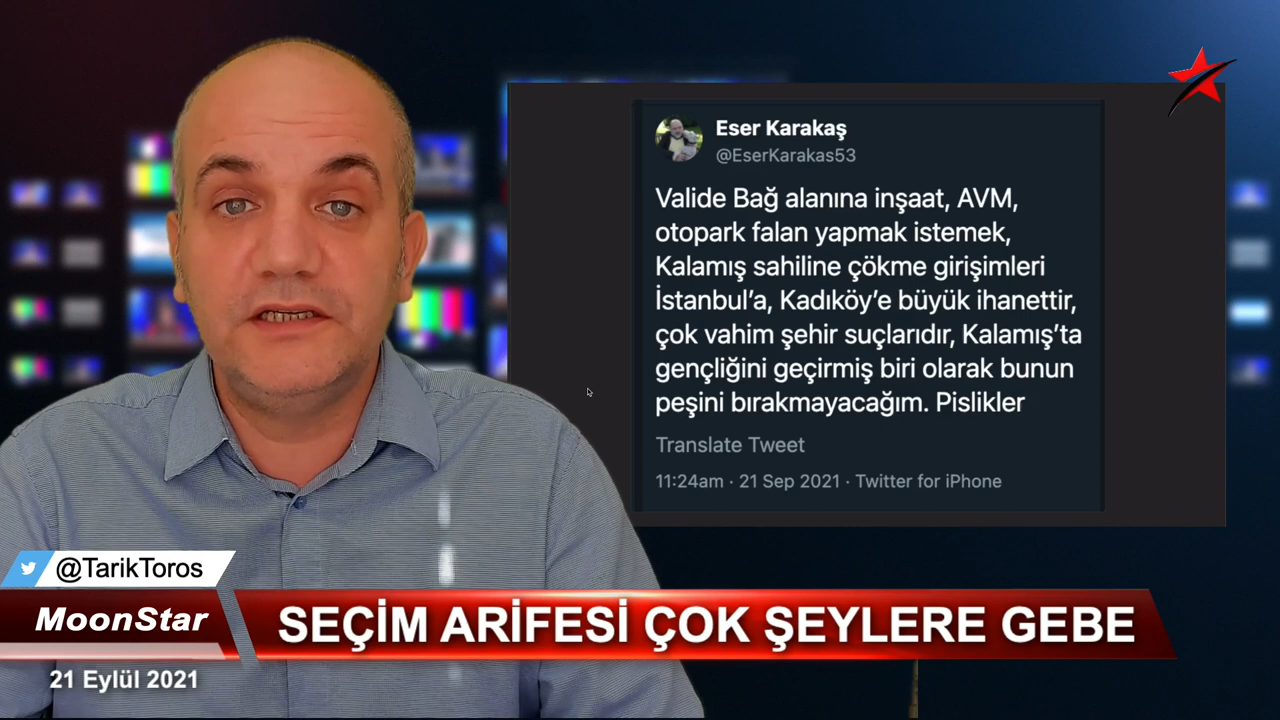 Eser Karakaş
@EserKarakas53
Valide Bağ alanına inşaat, AVM,
otopark falan yapmak istemek,
Kalamış sahiline çökme girişimleri
İstanbul’a, Kadıköy’e büyük ihanettir,
çok vahim şehir suçlarıdır, Kalamış’ta
gençliğini geçirmiş biri olarak bunun
peşini bırakmayacağım. Pislikler
Translate Tweet
11:24am · 21 Sep 2021 · Twitter for iPhone
@TarikToros
MoonStar
SEÇİM ARİFESİ ÇOK ŞEYLERE GEBE
21 Eylül 2021